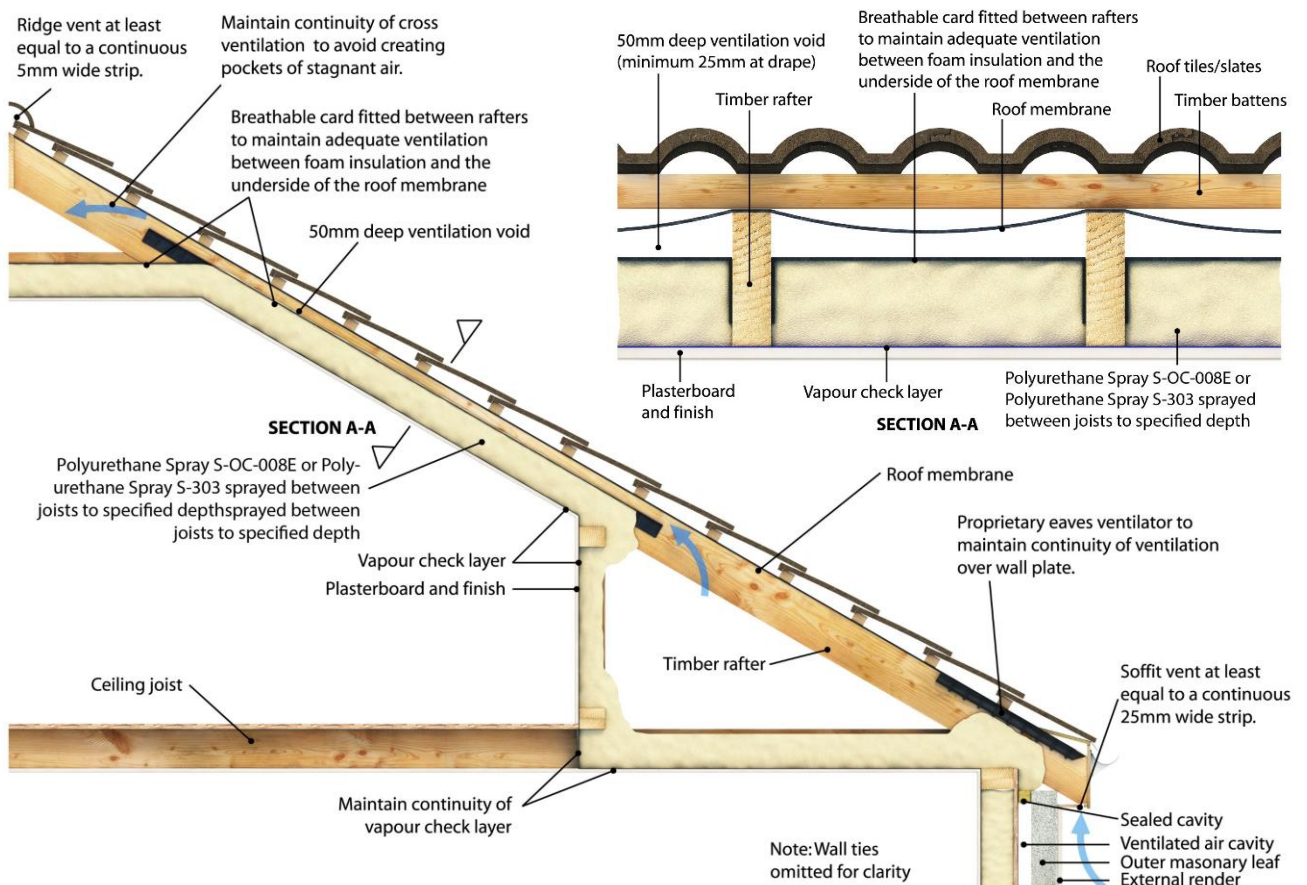 Ridge vent at least
equal to a continuous
5mm wide strip.
Maintain continuity of cross
ventilation to avoid creating
pockets of stagnant air.
Breathable card fitted between rafters
to maintain adequate ventilation
between foam insulation and the
underside of the roof membrane
50mm deep ventilation void
SECTION A-A
Polyurethane Spray S-OC-008E or Poly-
urethane Spray S-303 sprayed between
joists to specified depthsprayed between
joists to specified depth
Vapour check layer
Plasterboard and finish
Ceiling joist
Maintain continuity of
vapour check layer
50mm deep ventilation void
(minimum 25mm at drape)
Timber rafter
Breathable card fitted between rafters
to maintain adequate ventilation
between foam insulation and the
underside of the roof membrane
Roof membrane
Roof tiles/slates
Timber battens
Plasterboard
and finish
Vapour check layer
SECTION A-A
Polyurethane Spray S-OC-008E or
Polyurethane Spray S-303 sprayed
between joists to specified depth
Roof membrane
Proprietary eaves ventilator to
maintain continuity of ventilation
over wall plate.
Timber rafter
Soffit vent at least
equal to a continuous
25mm wide strip.
Sealed cavity
Ventilated air cavity
Outer masonary leaf
External render
Note: Wall ties
omitted for clarity